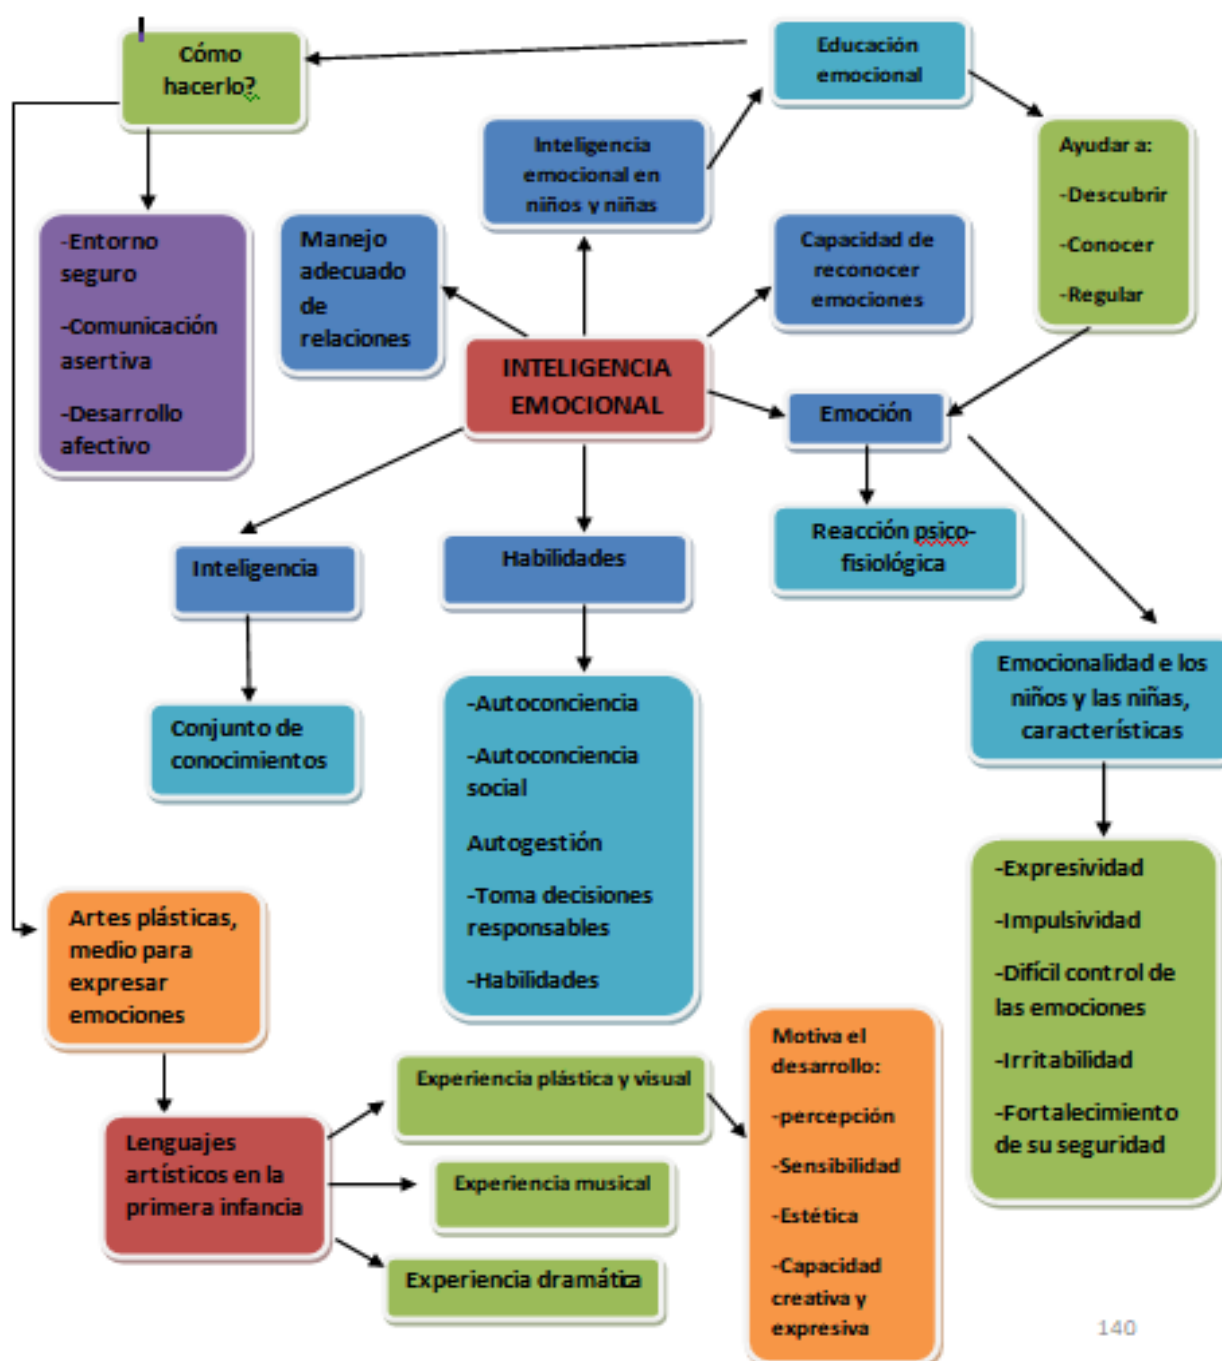 Cómo
hacerlo?
Educación
emocional
Inteligencia
emocional en
niños y niñas
Ayudar a:
-Descubrir
-Conocer
-Regular
-Entorno
seguro
-Comunicación
asertiva
-Desarrollo
afectivo
Manejo
adecuado
de
relaciones
Capacidad de
reconocer
emociones
INTELIGENCIA
EMOCIONAL
Emoción
Reacción psico-
fisiológica
Inteligencia
Habilidades
Conjunto de
conocimientos
-Autoconciencia
-Autoconciencia
social
Autogestión
-Toma decisiones
responsables
-Habilidades
Emocionalidad e los
niños y las niñas,
características
-Expresividad
-Impulsividad
-Difícil control de
las emociones
-Irritabilidad
-Fortalecimiento
de su seguridad
Artes plásticas,
medio para
expresar
emociones
Lenguajes
artísticos en la
primera infancia
Experiencia plástica y visual
Experiencia musical
Experiencia dramática
Motiva el
desarrollo:
-percepción
-Sensibilidad
-Estética
-Capacidad
creativa y
expresiva
140